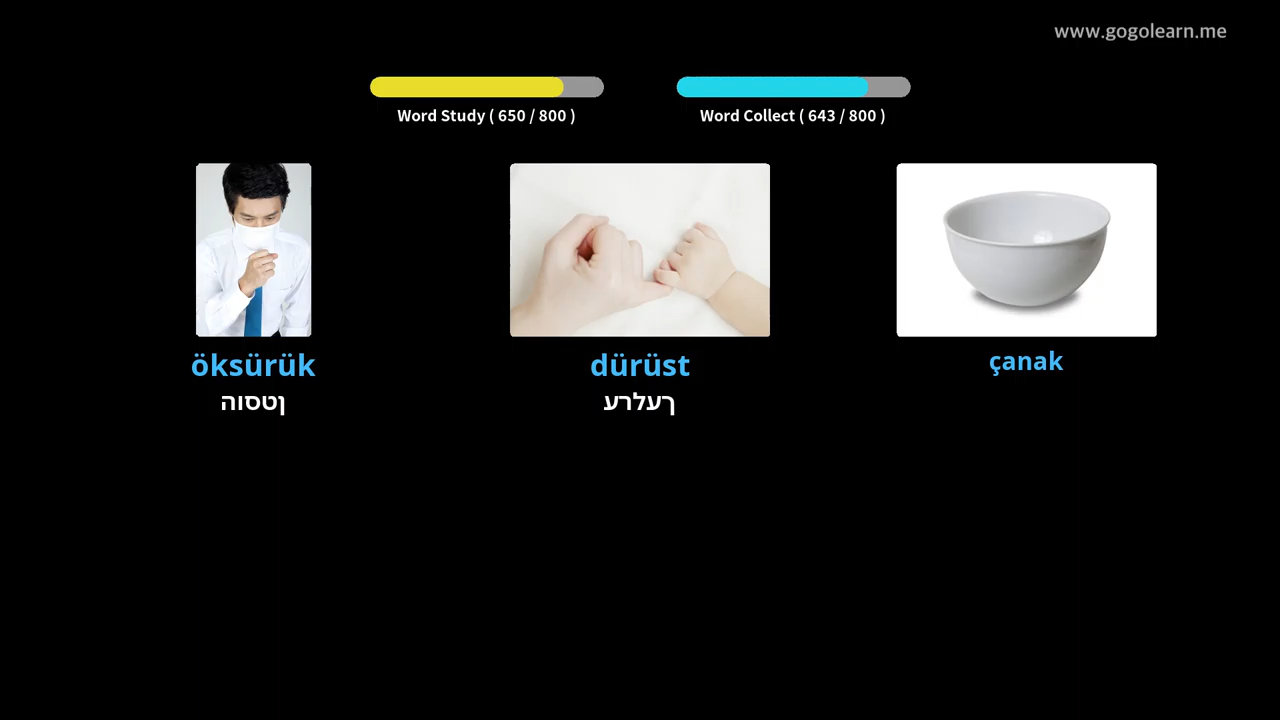 www.gogolearn.me
Word Study ( 650 / 800 )
Word Collect ( 643 / 800 )
öksürük
ןטסוה
dürüst
ךעלרע
çanak